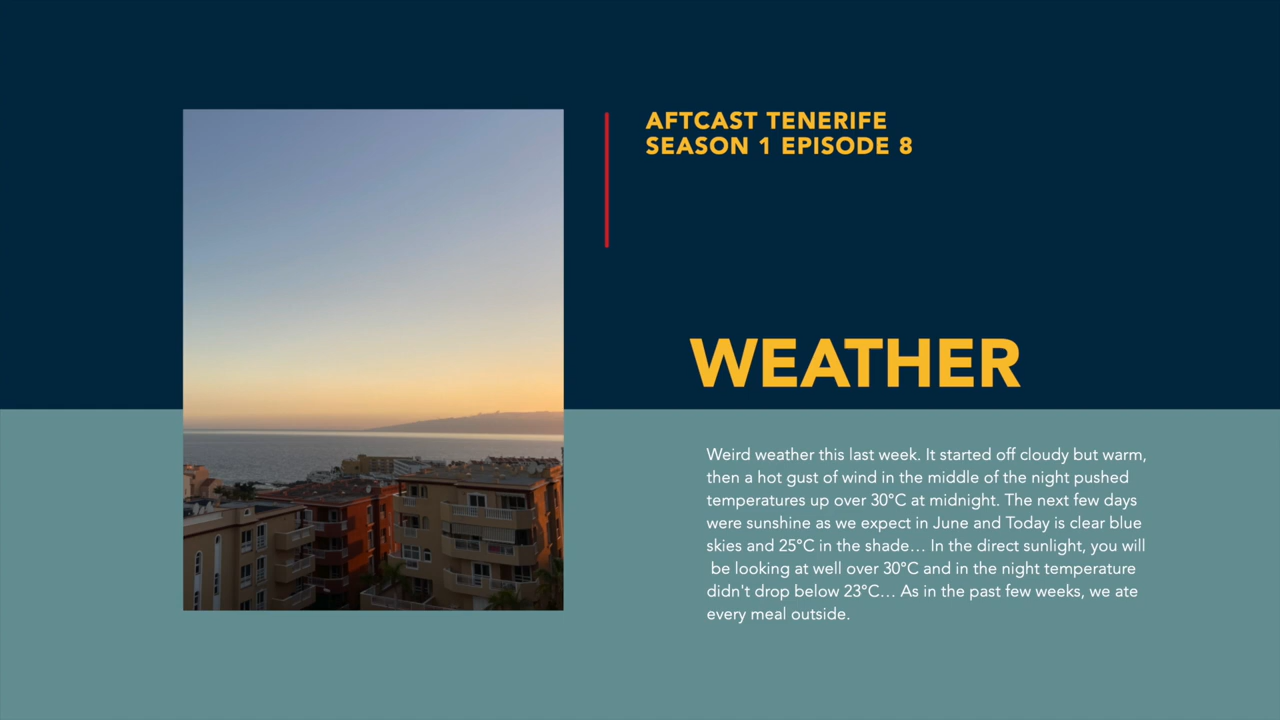 AFTCAST TENERIFE
SEASON 1 EPISODE 8
WEATHER
Weird weather this last week. It started off cloudy but warm,
then a hot gust of wind in the middle of the night pushed
temperatures up over 30°C at midnight. The next few days
were sunshine as we expect in June and Today is clear blue
skies and 25°C in the shade… In the direct sunlight, you will
be looking at well over 30°C and in the night temperature
didn't drop below 23°C… As in the past few weeks, we ate
every meal outside.